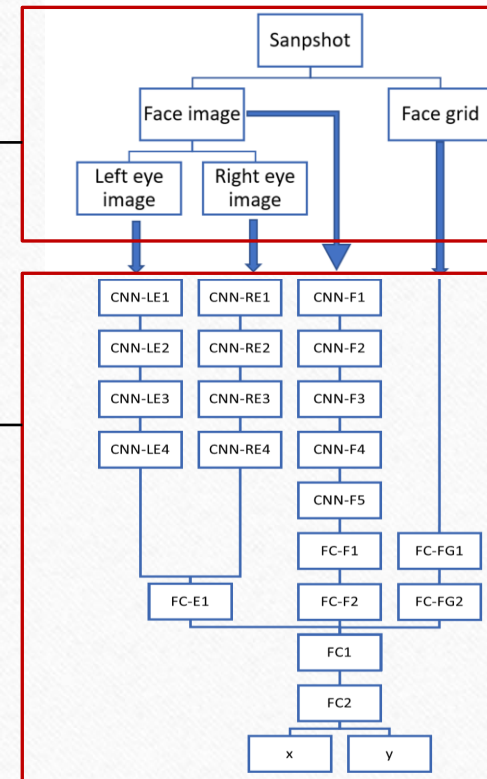 Sanpshot
Face image
Face grid
Left eye
image
Right eye
image
CNN-LE1
CNN-RE1
CNN-F1
CNN-LE2
CNN-RE2
CNN-F2
CNN-LE3
CNN-RE3
CNN-F3
CNN-LE4
CNN-RE4
CNN-F4
CNN-F5
FC-F1
FC-FG1
FC-E1
FC-F2
FC-FG2
FC1
FC2
x
y